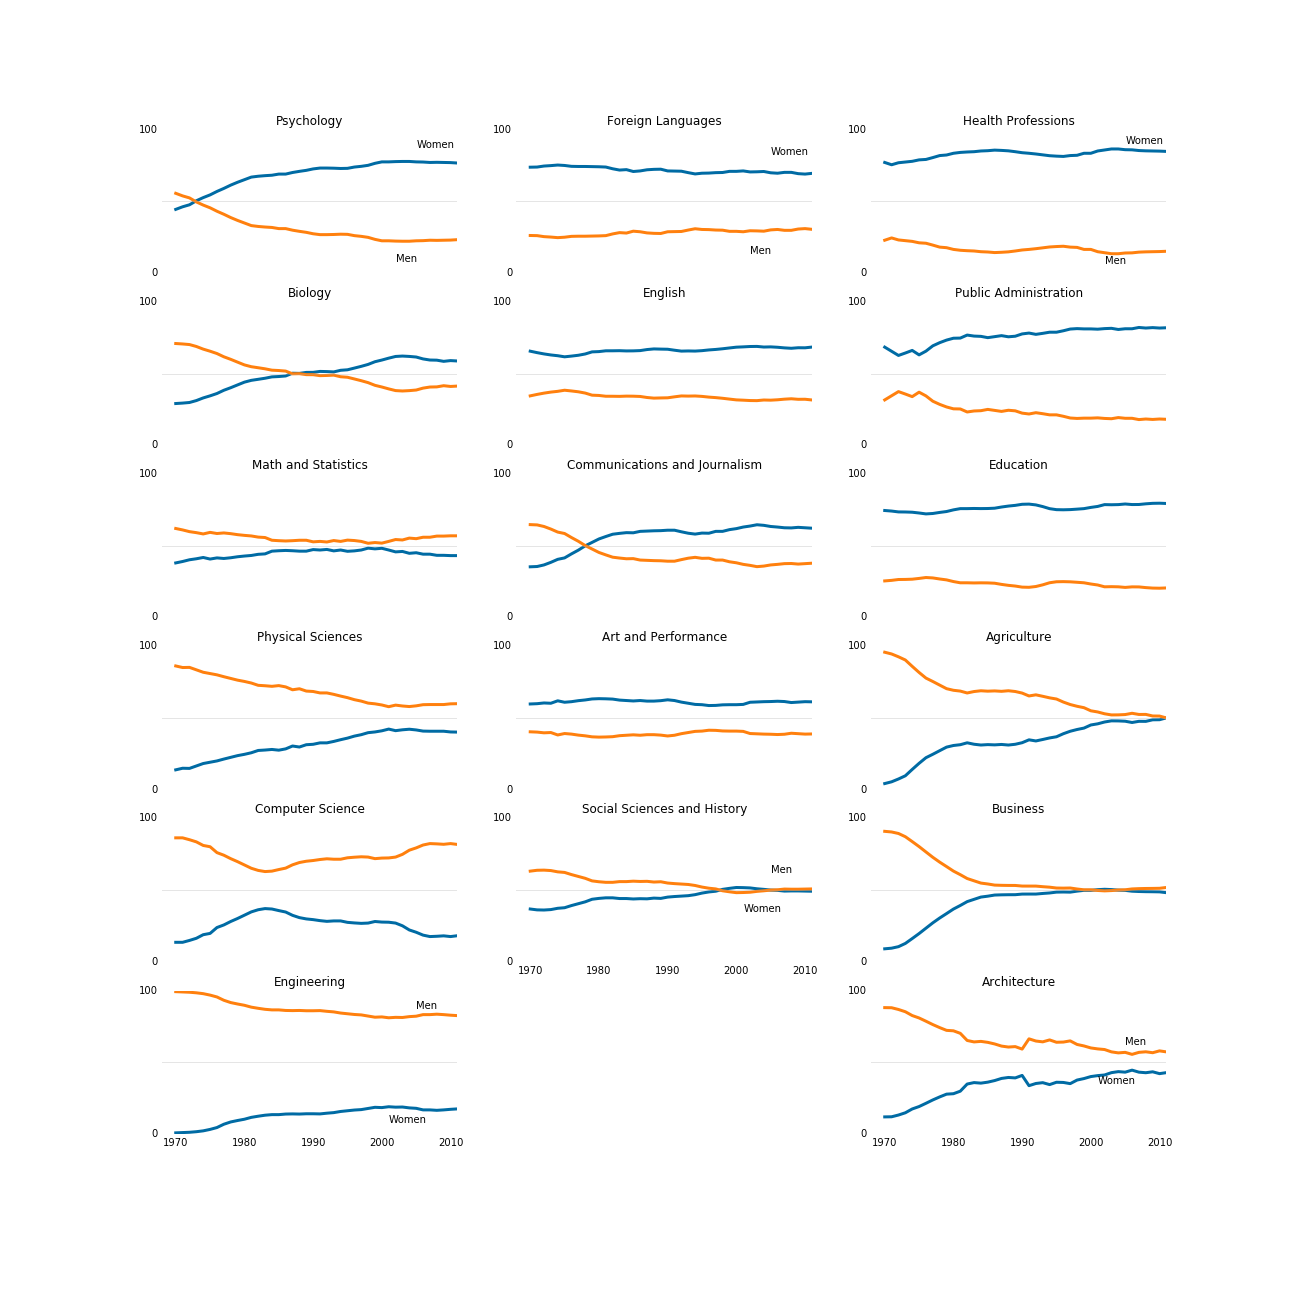 Psychology
Foreign Languages
Health Professions
100
100
100
Women
Women
Women
Men
Men
Men
0
0
0
Biology
English
Public Administration
100
100
100
0
0
0
Math and Statistics
Communications and Journalism
Education
100
100
100
0
0
0
Physical Sciences
Art and Performance
Agriculture
100
100
100
0
0
0
Computer Science
Social Sciences and History
Business
100
100
100
Men
Women
0
0
0
1970 1980 1990 2000 2010
Engineering
Architecture
100
100
Men
Men
Women
Women
0
0
1970 1980 1990 2000 2010
1970 1980 1990 2000 2010